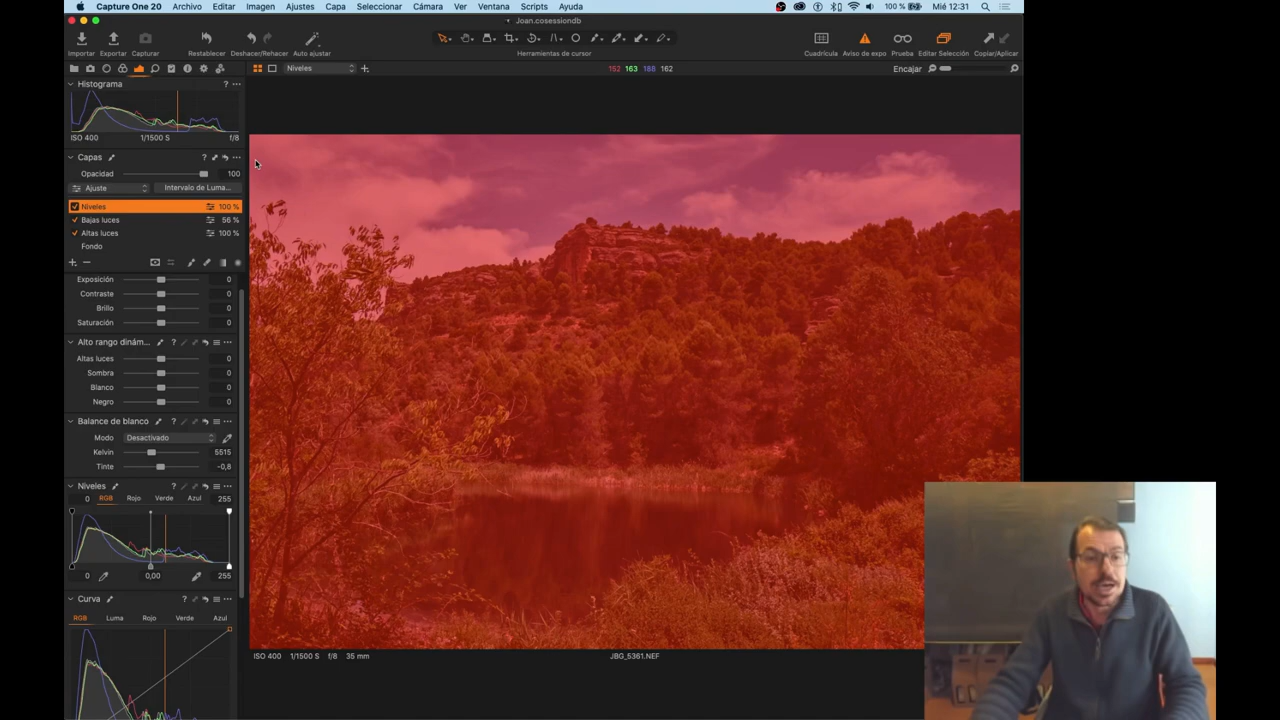 Capture One 20 Archivo Editar Imagen Ajustes Capa Seleccionar Cámara Ver Ventana Scripts Ayuda 100 % Mié 12:31
Joan.cosessiondb
Importar Exportar Capturar Restablecer Deshacer/Rehacer Auto ajustar Herramientas de cursor Cuadrícula Aviso de expo Prueba Editar Selección Copiar/Aplicar
Niveles 152 163 188 162 Encajar
Histograma ? ...
ISO 400 1/1500 S f/8
Capas ? ...
Opacidad 100
Ajuste Intervalo de Luma...
Niveles 100 %
Bajas luces 56 %
Altas luces 100 %
Fondo
Exposición 0
Contraste 0
Brillo 0
Saturación 0
Alto rango dinám... ? ...
Altas luces 0
Sombra 0
Blanco 0
Negro 0
Balance de blanco ? ...
Modo Desactivado
Kelvin 5515
Tinte -0,8
Niveles ? ...
0 RGB Rojo Verde Azul 255
0 0,00 255
Curva ? ...
RGB Luma Rojo Verde Azul
ISO 400 1/1500 S f/8 35 mm JBG_5361.NEF